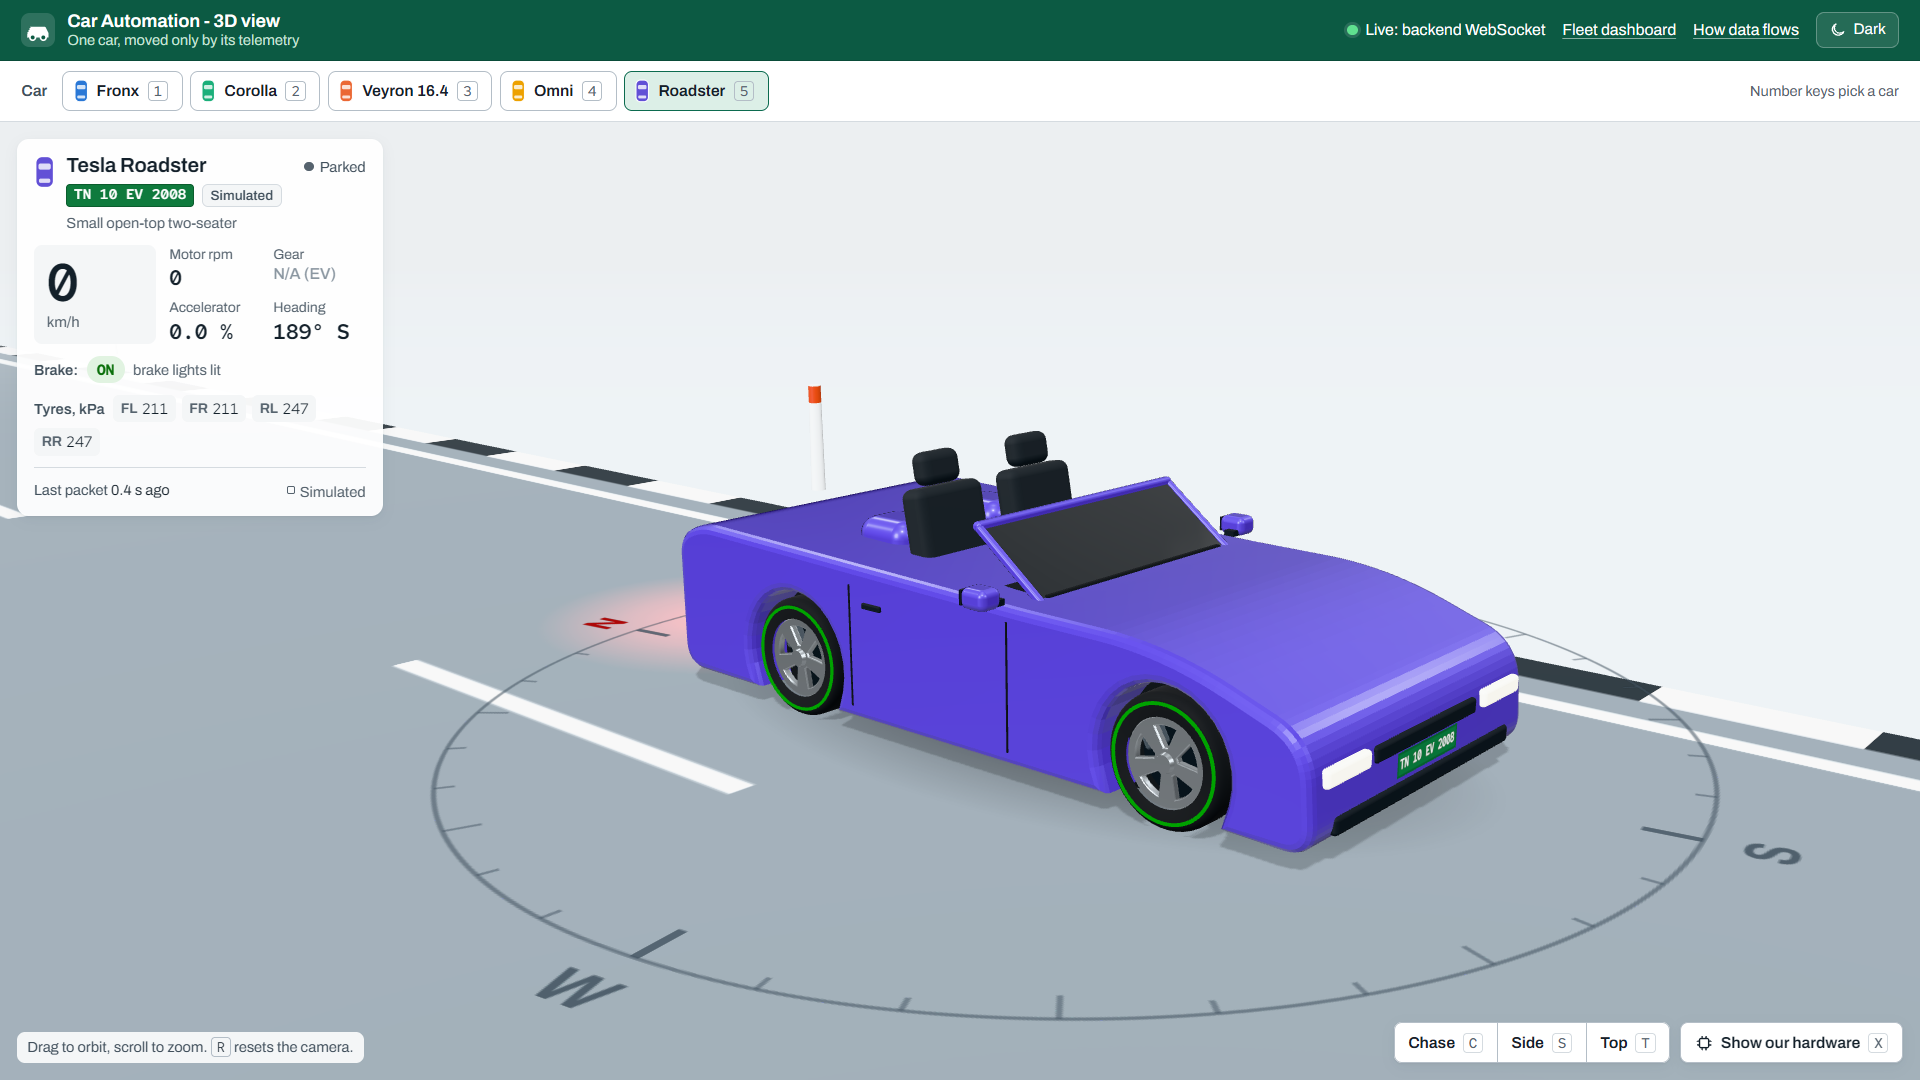 Car Automation - 3D view
One car, moved only by its telemetry
Live: backend WebSocket
Fleet dashboard
How data flows
Dark
Car
Fronx 1
Corolla 2
Veyron 16.4 3
Omni 4
Roadster 5
Number keys pick a car
Tesla Roadster
Parked
TN 10 EV 2008
Simulated
Small open-top two-seater
0
km/h
Motor rpm
0
Gear
N/A (EV)
Accelerator
0.0 %
Heading
189° S
Brake: ON brake lights lit
Tyres, kPa FL 211 FR 211 RL 247
RR 247
Last packet 0.4 s ago
Simulated
N
TN 10 EV 2008
S
W
Drag to orbit, scroll to zoom. R resets the camera.
Chase C
Side S
Top T
Show our hardware X